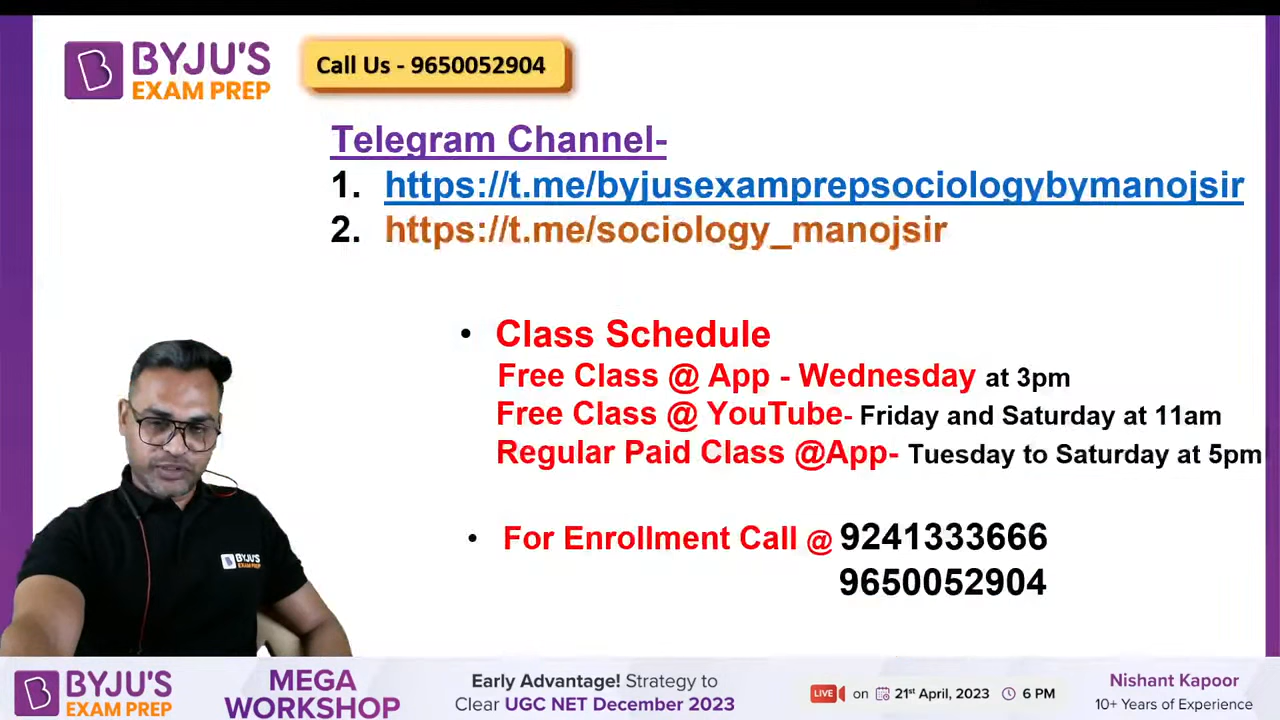 BYJU'S
EXAM PREP
Call Us - 9650052904
Telegram Channel-
1. https://t.me/byjusexamprepsociologybymanojsir
2. https://t.me/sociology_manojsir
• Class Schedule
Free Class @ App - Wednesday at 3pm
Free Class @ YouTube- Friday and Saturday at 11am
Regular Paid Class @App- Tuesday to Saturday at 5pm
• For Enrollment Call @ 9241333666
9650052904
BYJU'S
EXAM PREP
BYJU'S
EXAM PREP
MEGA
WORKSHOP
Early Advantage! Strategy to
Clear UGC NET December 2023
LIVE on 21st April, 2023 6 PM
Nishant Kapoor
10+ Years of Experience